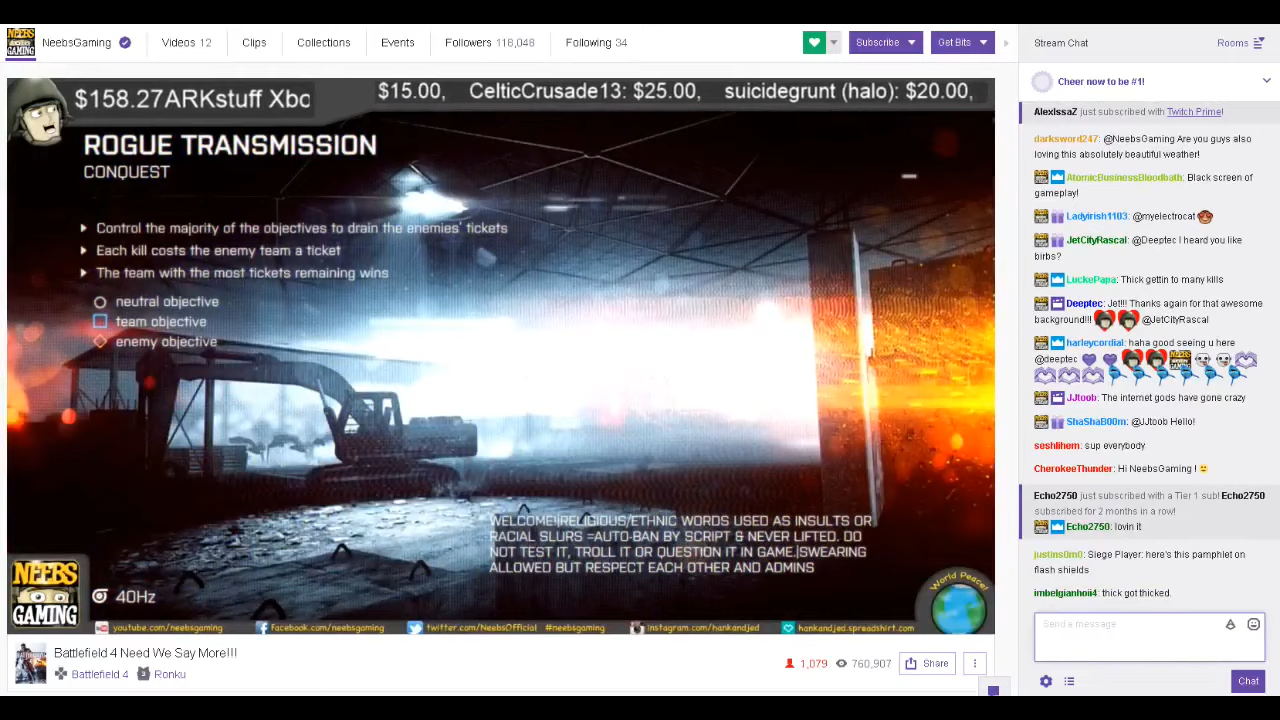 NEEBS GAMING
NeebsGaming
Videos 12
Clips
Collections
Events
Followers 118,048
Following 34
Subscribe
Get Bits
Stream Chat
Rooms
$158.27ARKstuff Xbo
$15.00, CelticCrusade13: $25.00, suicidegrunt (halo): $20.00,
ROGUE TRANSMISSION
CONQUEST
Control the majority of the objectives to drain the enemies' tickets
Each kill costs the enemy team a ticket
The team with the most tickets remaining wins
neutral objective
team objective
enemy objective
WELCOME!|RELIGIOUS/ETHNIC WORDS USED AS INSULTS OR
RACIAL SLURS =AUTO-BAN BY SCRIPT & NEVER LIFTED. DO
NOT TEST IT, TROLL IT OR QUESTION IT IN GAME.|SWEARING
ALLOWED BUT RESPECT EACH OTHER AND ADMINS
NEEBS
GAMING
40Hz
World Peace!
youtube.com/neebsgaming
facebook.com/neebsgaming
twitter.com/NeebsOfficial #neebsgaming
instagram.com/hankandjed
hankandjed.spreadshirt.com
Battlefield 4 Need We Say More!!!
Battlefield 4
Ronku
1,079
760,907
Share
Cheer now to be #1!
AlexIssaZ just subscribed with Twitch Prime!
darksword247: @NeebsGaming Are you guys also
loving this absolutely beautiful weather!
AtomicBusinessBloodbath: Black screen of
gameplay!
Ladyirish1103: @myelectrocat
JetCityRascal: @Deeptec I heard you like
birbs?
LuckePapa: Thick gettin to many kills
Deeptec: Jet!!! Thanks again for that awesome
background!!! @JetCityRascal
harleycordial: haha good seeing u here
@deeptec
JJtoob: The internet gods have gone crazy
ShaShaB00m: @JJtoob Hello!
seshlihem: sup everybody
CherokeeThunder: Hi NeebsGaming !
Echo2750 just subscribed with a Tier 1 sub! Echo2750
subscribed for 2 months in a row!
Echo2750: lovin it
justins0m0: Siege Player: here's this pamphlet on
flash shields
imbelgianhoii4: thick got thicked.
Send a message
Chat